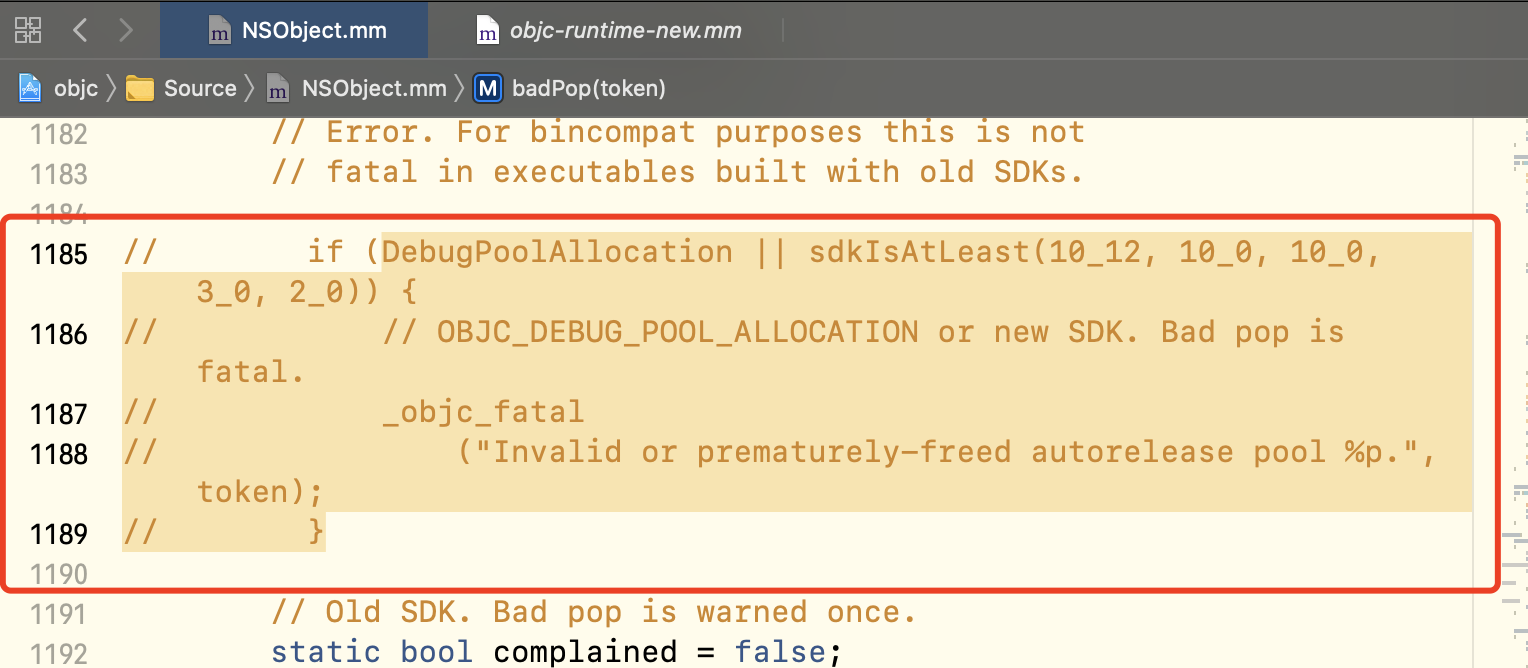 NSObject.mm
objc-runtime-new.mm
objc
Source
NSObject.mm
M
badPop(token)
1182 // Error. For bincompat purposes this is not
1183 // fatal in executables built with old SDKs.
1184
1185 // if (DebugPoolAllocation || sdkIsAtLeast(10_12, 10_0, 10_0,
3_0, 2_0)) {
1186 // // OBJC_DEBUG_POOL_ALLOCATION or new SDK. Bad pop is
fatal.
1187 // _objc_fatal
1188 // ("Invalid or prematurely-freed autorelease pool %p.",
token);
1189 // }
1190
1191 // Old SDK. Bad pop is warned once.
1192 static bool complained = false;